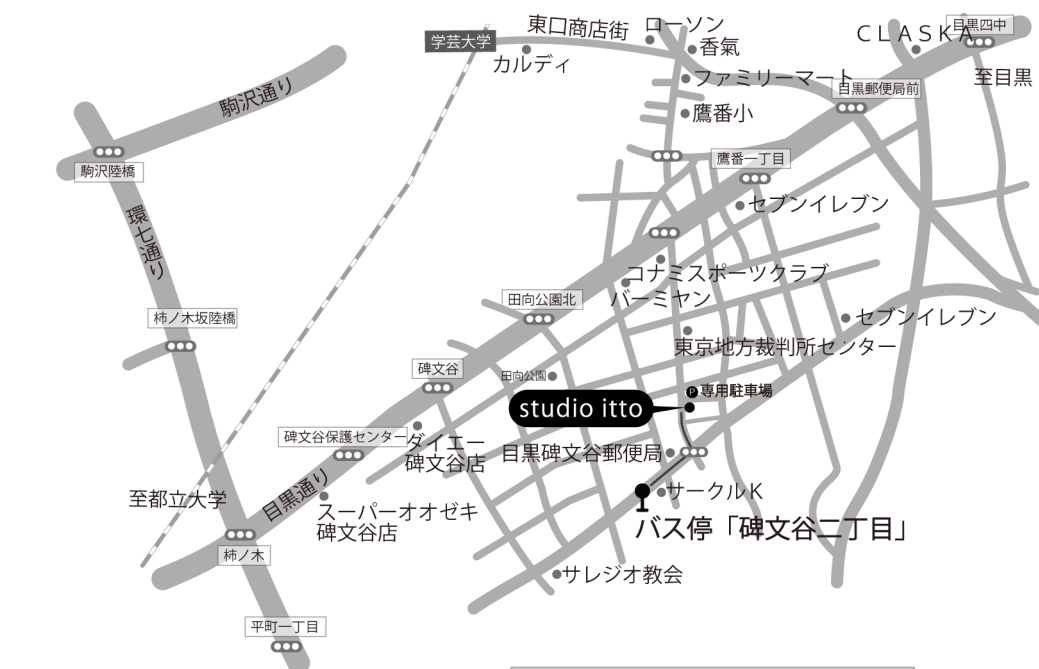 東口商店街
ローソン
CLASKA
目黒四中
学芸大学
香氣
カルディ
ファミリーマート
至目黒
目黒郵便局前
駒沢通り
鷹番小
駒沢陸橋
鷹番一丁目
セブンイレブン
環七通り
コナミスポーツクラブ
バーミヤン
田向公園北
柿ノ木坂陸橋
セブンイレブン
東京地方裁判所センター
碑文谷
田向公園
P 専用駐車場
studio itto
碑文谷保護センター
ダイエー
碑文谷店
目黒碑文谷郵便局
至都立大学
目黒通り
スーパーオオゼキ
碑文谷店
サークルK
バス停「碑文谷二丁目」
柿ノ木
サレジオ教会
平町一丁目